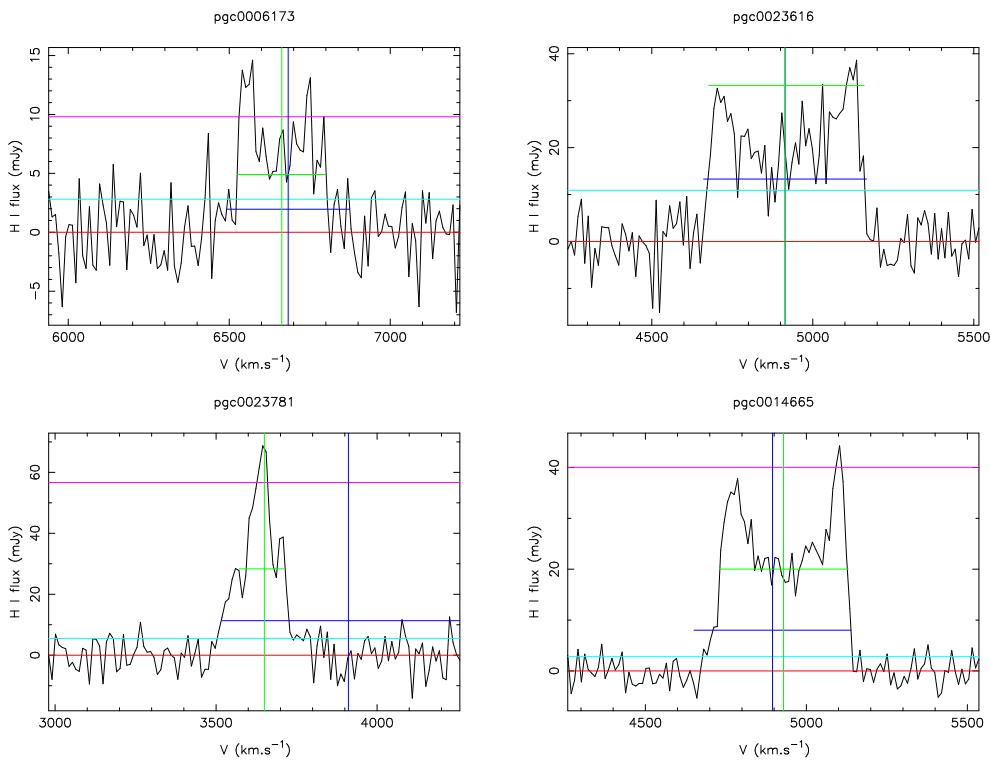 pgc0006173
pgc0023616
15
10
5
0
−5
H I flux (mJy)
6000 6500 7000
V (km.s−1)
40
20
0
H I flux (mJy)
4500 5000 5500
V (km.s−1)
pgc0023781
pgc0014665
60
40
20
0
H I flux (mJy)
3000 3500 4000
V (km.s−1)
40
20
0
H I flux (mJy)
4500 5000 5500
V (km.s−1)